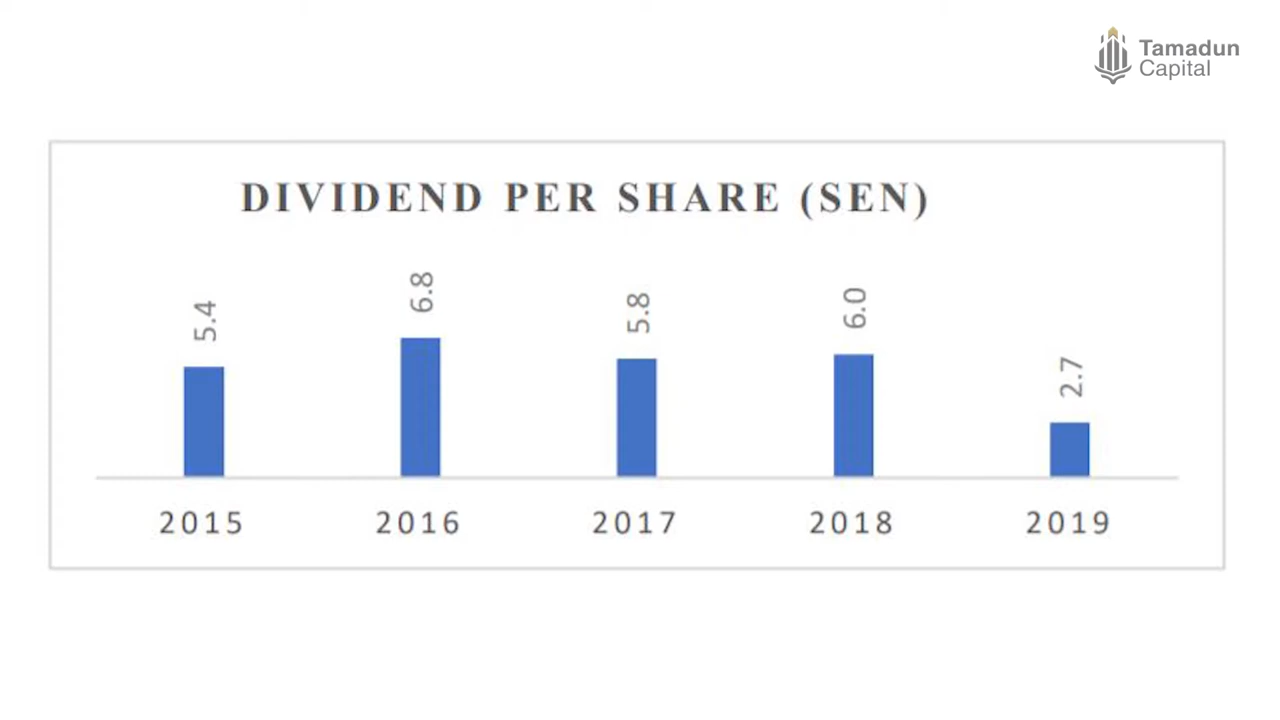 Tamadun
Capital
DIVIDEND PER SHARE (SEN)
5.4
6.8
5.8
6.0
2.7
2015 2016 2017 2018 2019